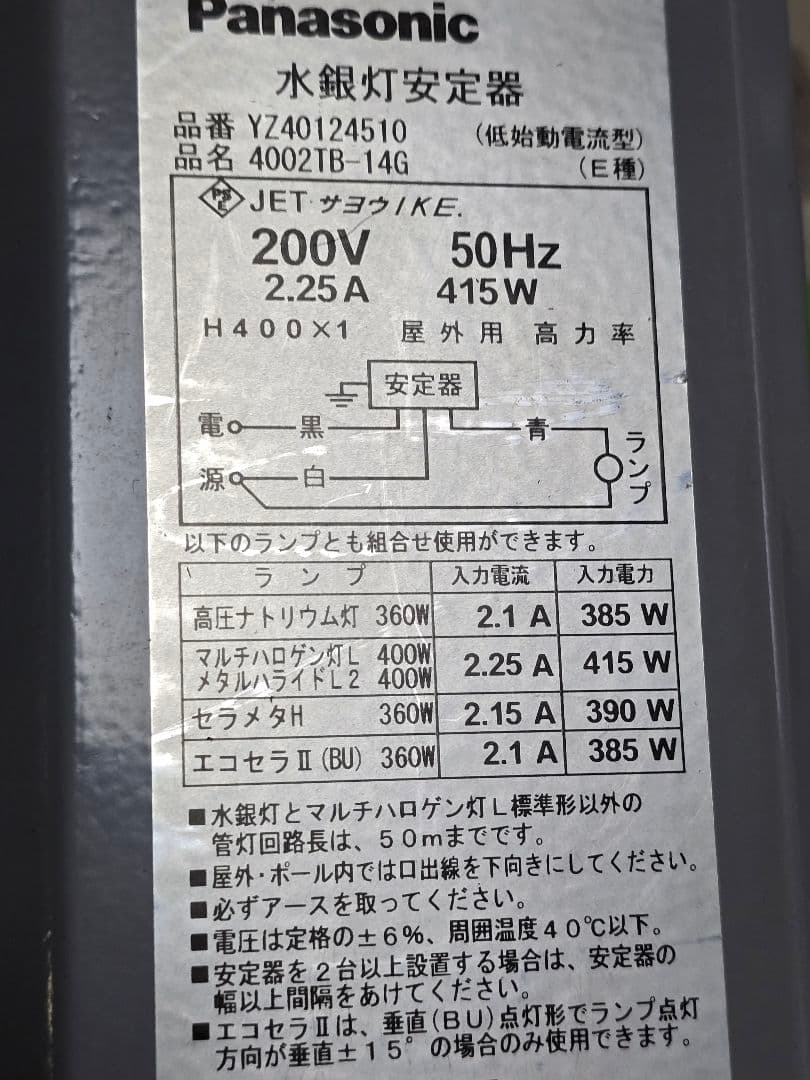 Panasonic
水銀灯安定器
品番 YZ40124510 (低始動電流型)
品名 4002TB-14G (E種)
PSE JET・サヨウIKE.
200V 50Hz
2.25A 415W
H400×1 屋外用 高力率
安定器
電 黒 青
源 白
ランプ
以下のランプとも組合せ使用ができます。
ランプ 入力電流 入力電力
高圧ナトリウム灯 360W 2.1 A 385 W
マルチハロゲン灯L 400W 2.25 A 415 W
メタルハライドL2 400W
セラメタH 360W 2.15 A 390 W
エコセラⅡ(BU) 360W 2.1 A 385 W
■水銀灯とマルチハロゲン灯L標準形以外の
管灯回路長は、50mまでです。
■屋外・ポール内では口出線を下向きにしてください。
■必ずアースを取ってください。
■電圧は定格の±6%、周囲温度40℃以下。
■安定器を2台以上設置する場合は、安定器の
幅以上間隔をあけてください。
■エコセラⅡは、垂直(BU)点灯形でランプ点灯
方向が垂直±15°の場合のみ使用できます。